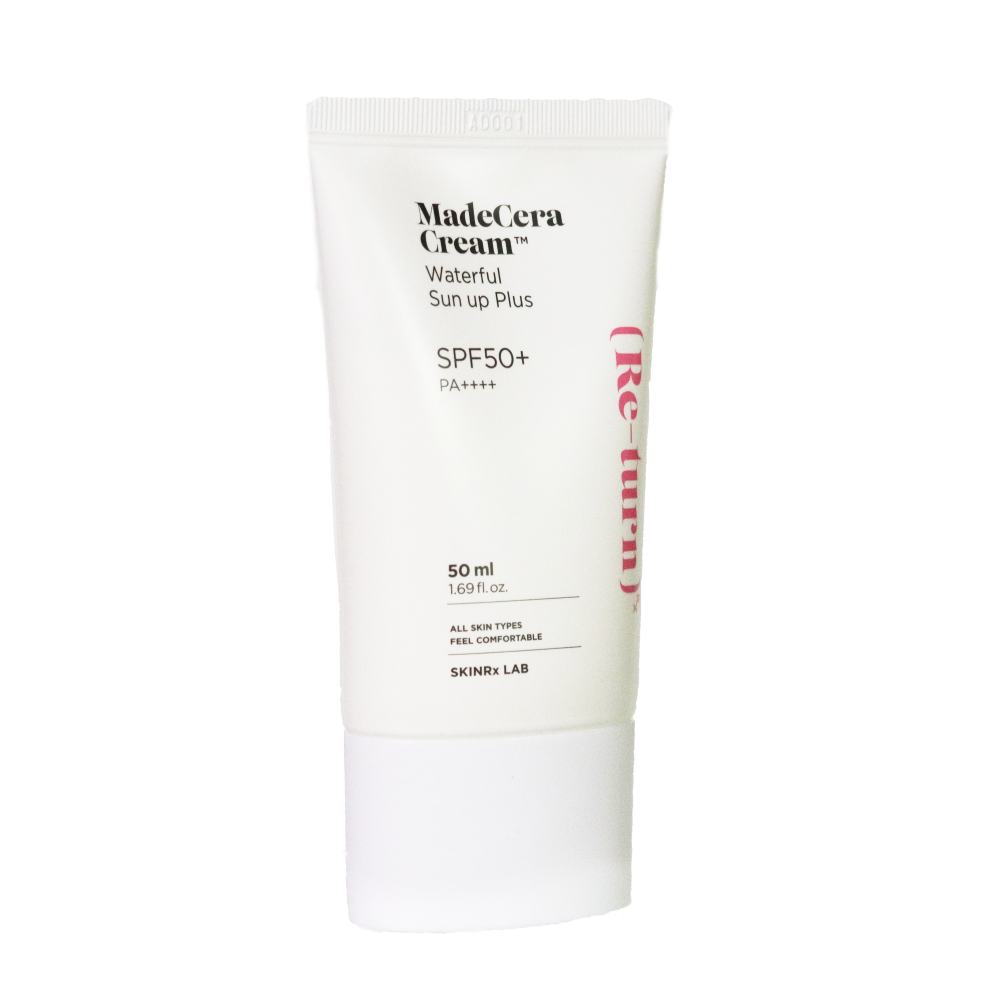 A0001
MadeCera
Cream™
Waterful
Sun up Plus
SPF50+
PA++++
(Re-turn)
50 ml
1.69 fl. oz.
ALL SKIN TYPES
FEEL COMFORTABLE
SKINRx LAB